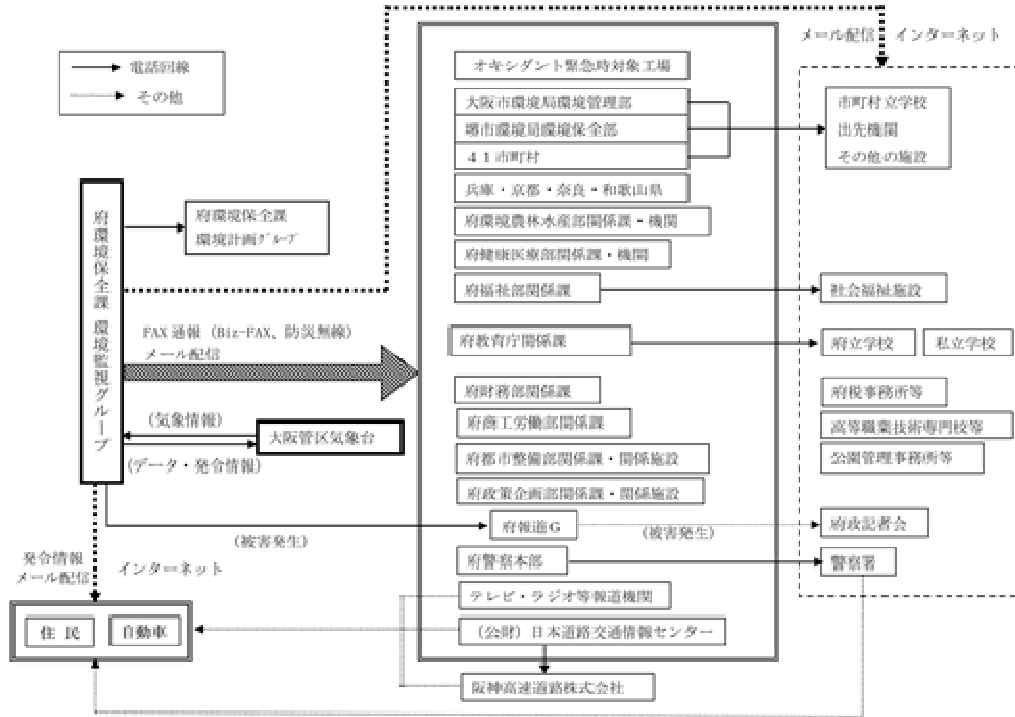 電話回線
その他
メール配信 インターネット
オキシダント緊急時対象工場
大阪市環境局環境管理部
堺市環境局環境保全部
41市町村
兵庫・京都・奈良・和歌山県
府環境農林水産部関係課・機関
府健康医療部関係課・機関
府福祉部関係課
府教育庁関係課
府財務部関係課
府商工労働部関係課
府都市整備部関係課・関係施設
府政策企画部関係課・関係施設
府報道G
府警察本部
テレビ・ラジオ等報道機関
(公財)日本道路交通情報センター
阪神高速道路株式会社
市町村立学校
出先機関
その他の施設
社会福祉施設
府立学校
私立学校
府税事務所等
高等職業技術専門校等
公園管理事務所等
(被害発生)
府政記者会
警察署
府環境保全課 環境監視グループ
府環境保全課
環境計画グループ
FAX通報(Biz-FAX、防災無線)
メール配信
(気象情報)
大阪管区気象台
(データ・発令情報)
(被害発生)
発令情報
メール配信
インターネット
住民
自動車